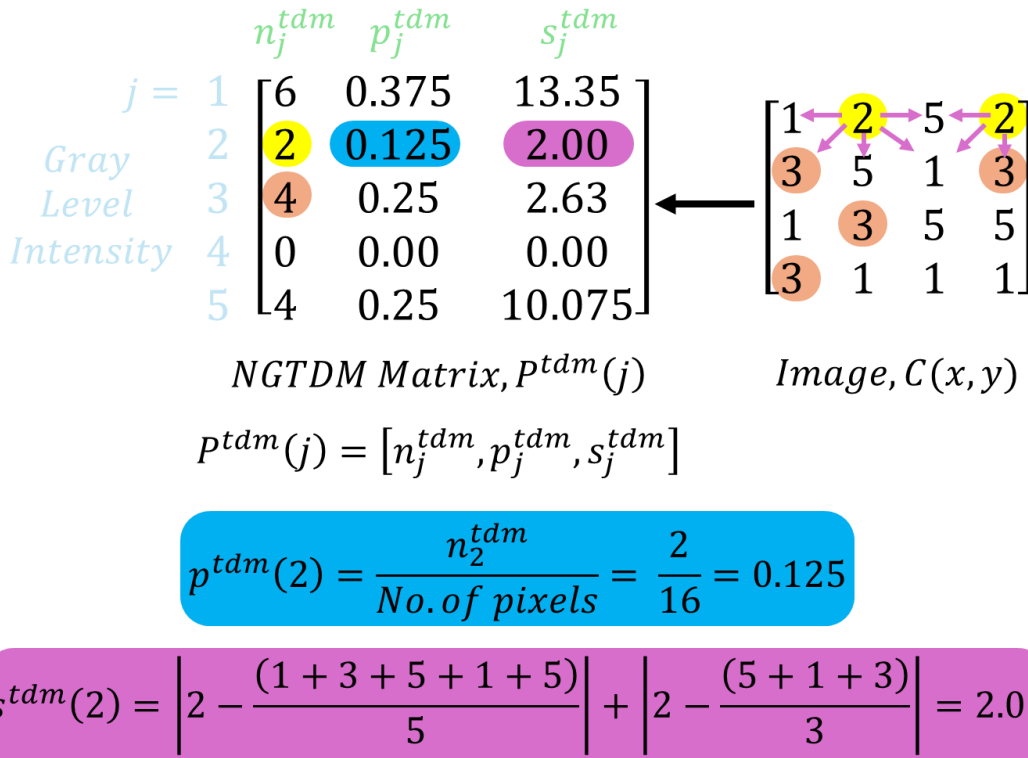 n_j^{tdm} p_j^{tdm} s_j^{tdm}
j = 1 [6 0.375 13.35]
2 [2 0.125 2.00]
3 [4 0.25 2.63]
4 [0 0.00 0.00]
5 [4 0.25 10.075]
Gray
Level
Intensity
[1 2 5 2]
[3 5 1 3]
[1 3 5 5]
[3 1 1 1]
NGTDM Matrix, P^{tdm}(j)
Image, C(x, y)
P^{tdm}(j) = [n_j^{tdm}, p_j^{tdm}, s_j^{tdm}]
p^{tdm}(2) = n_2^{tdm} / No. of pixels = 2 / 16 = 0.125
s^{tdm}(2) = |2 − (1 + 3 + 5 + 1 + 5) / 5| + |2 − (5 + 1 + 3) / 3| = 2.0